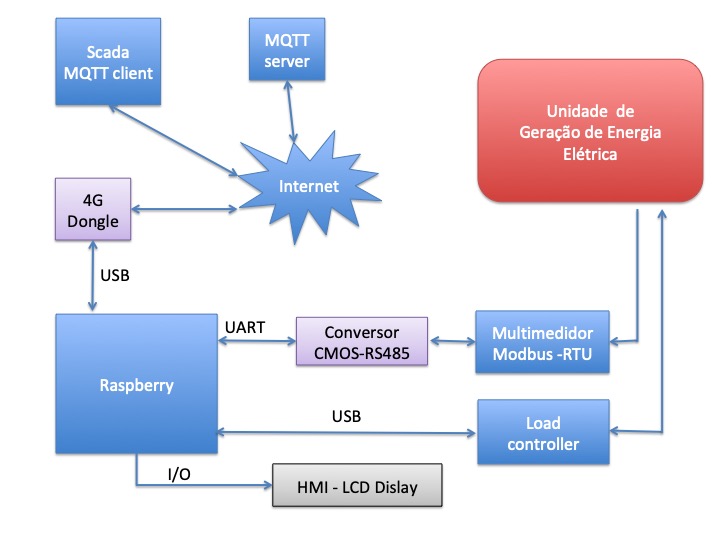 Scada
MQTT client
MQTT
server
Unidade de
Geração de Energia
Elétrica
Internet
4G
Dongle
USB
UART
Conversor
CMOS-RS485
Multimedidor
Modbus -RTU
Raspberry
USB
Load
controller
I/O
HMI - LCD Dislay